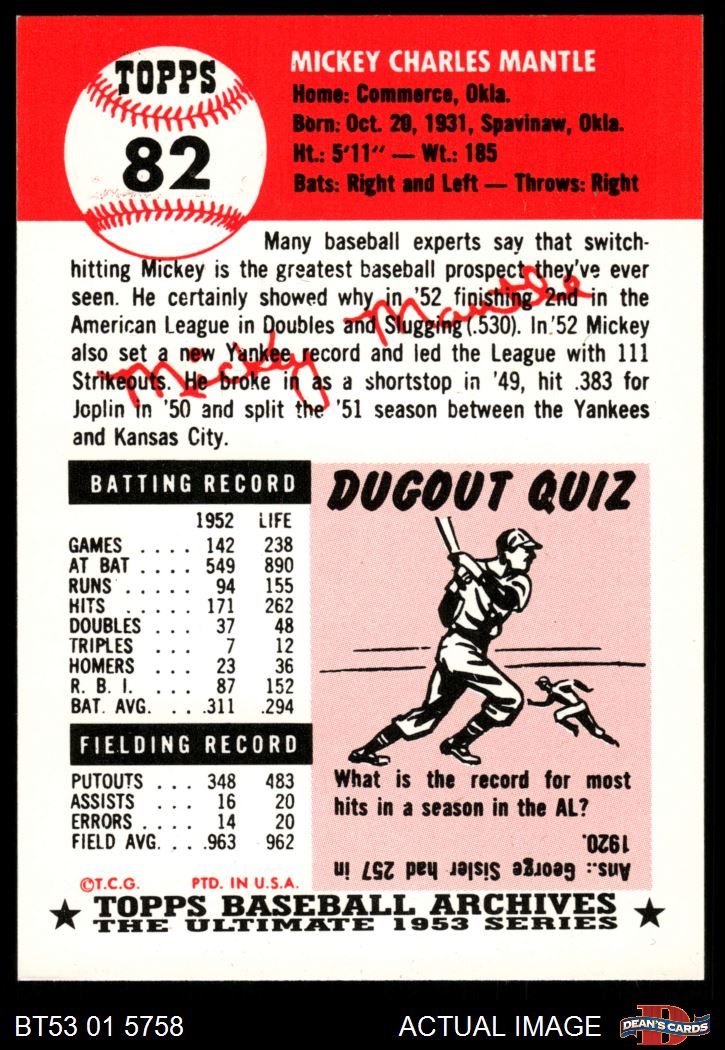 TOPPS
82
MICKEY CHARLES MANTLE
Home: Commerce, Okla.
Born: Oct. 20, 1931, Spavinaw, Okla.
Ht.: 5'11" — Wt.: 185
Bats: Right and Left — Throws: Right
Many baseball experts say that switch-
hitting Mickey is the greatest baseball prospect they've ever
seen. He certainly showed why in '52 finishing 2nd in the
American League in Doubles and Slugging (.530). In '52 Mickey
also set a new Yankee record and led the League with 111
Strikeouts. He broke in as a shortstop in '49, hit .383 for
Joplin in '50 and split the '51 season between the Yankees
and Kansas City.
Mickey Mantle
BATTING RECORD
1952 LIFE
GAMES .... 142 238
AT BAT .... 549 890
RUNS ..... 94 155
HITS ..... 171 262
DOUBLES ... 37 48
TRIPLES ... 7 12
HOMERS ... 23 36
R. B. I. ... 87 152
BAT. AVG. ... .311 .294
FIELDING RECORD
PUTOUTS ... 348 483
ASSISTS ... 16 20
ERRORS .... 14 20
FIELD AVG. ... .963 962
©T.C.G. PTD. IN U.S.A.
DUGOUT QUIZ
What is the record for most
hits in a season in the AL?
Ans.: George Sisler had 257 in
1920.
★ TOPPS BASEBALL ARCHIVES ★
THE ULTIMATE 1953 SERIES
BT53 01 5758 ACTUAL IMAGE
D
DEAN'S CARDS